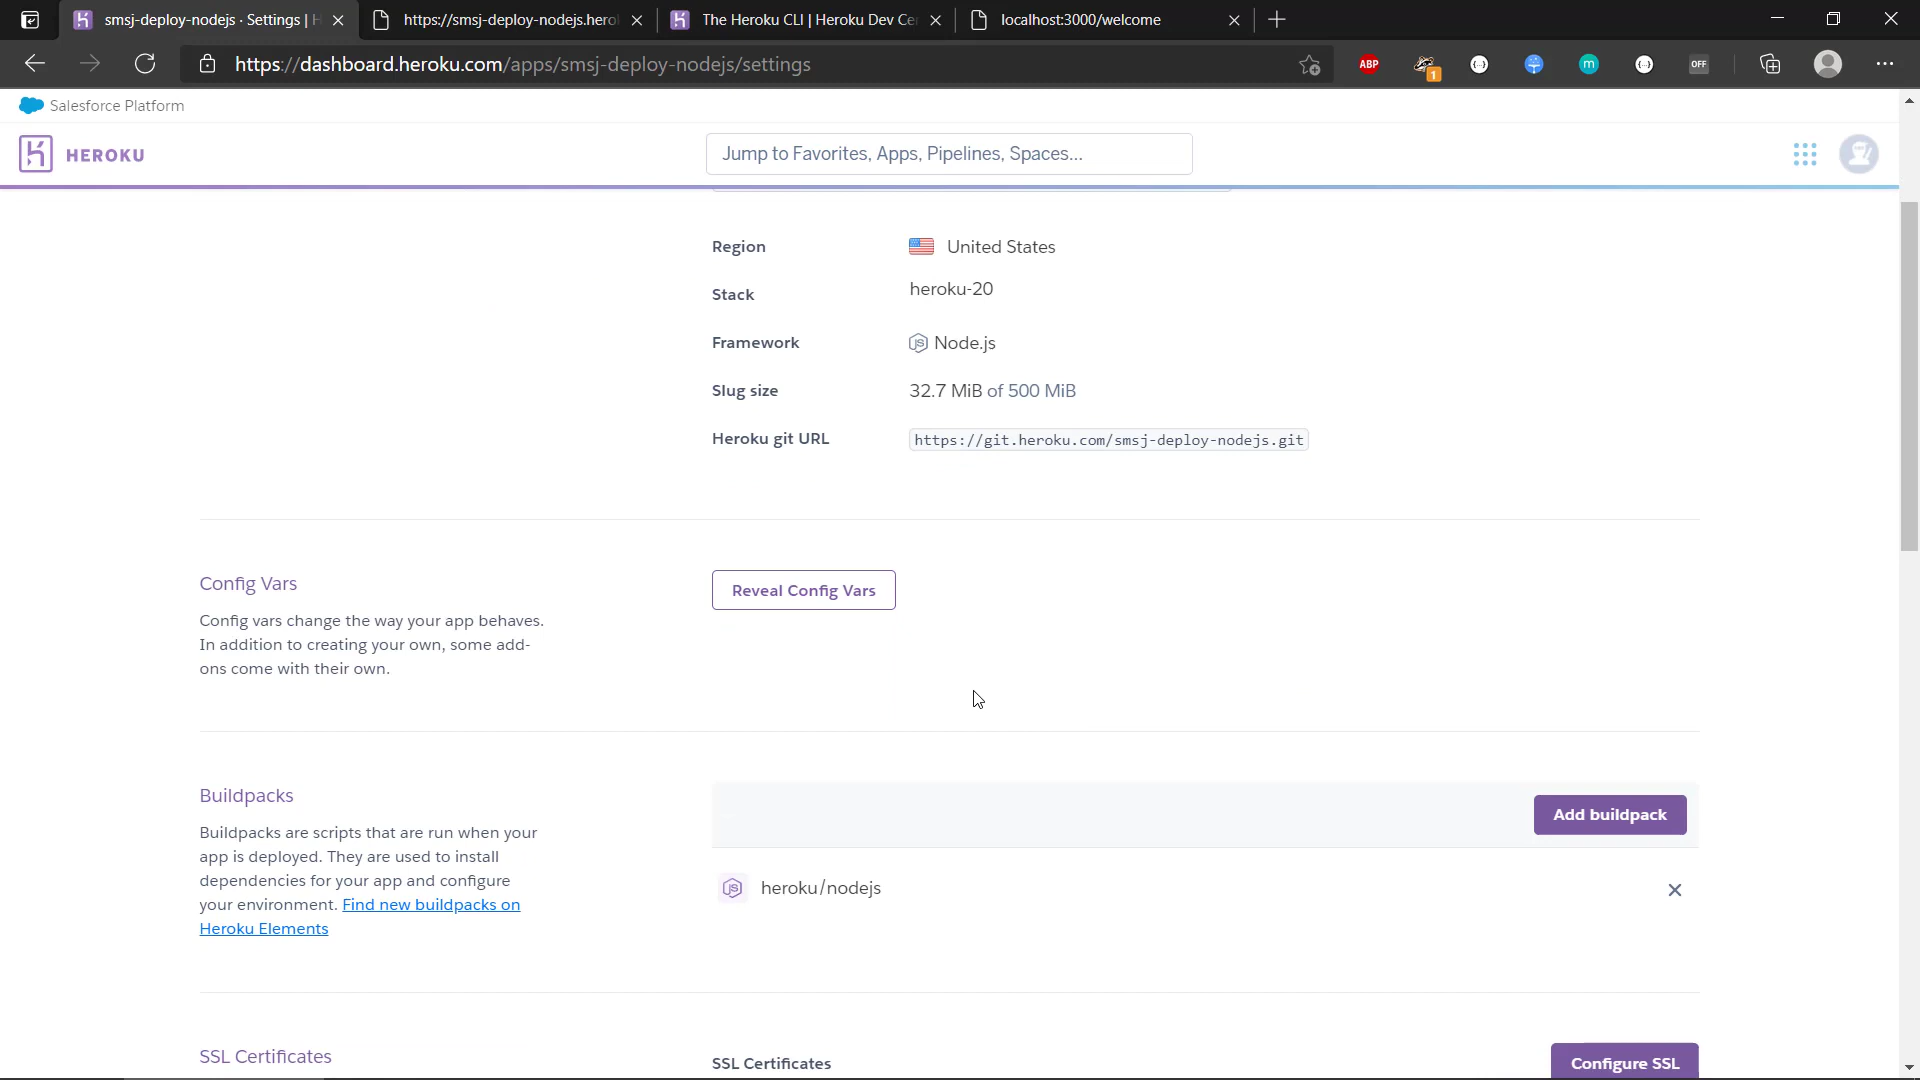 smsj-deploy-nodejs · Settings | H
https://smsj-deploy-nodejs.hero
The Heroku CLI | Heroku Dev Ce
localhost:3000/welcome
https://dashboard.heroku.com/apps/smsj-deploy-nodejs/settings
ABP
1
m
OFF
Salesforce Platform
HEROKU
Jump to Favorites, Apps, Pipelines, Spaces...
Region
United States
Stack
heroku-20
Framework
Node.js
Slug size
32.7 MiB of 500 MiB
Heroku git URL
https://git.heroku.com/smsj-deploy-nodejs.git
Config Vars
Reveal Config Vars
Config vars change the way your app behaves.
In addition to creating your own, some add-
ons come with their own.
Buildpacks
Add buildpack
Buildpacks are scripts that are run when your
app is deployed. They are used to install
dependencies for your app and configure
your environment. Find new buildpacks on
Heroku Elements
heroku/nodejs
SSL Certificates
SSL Certificates
Configure SSL